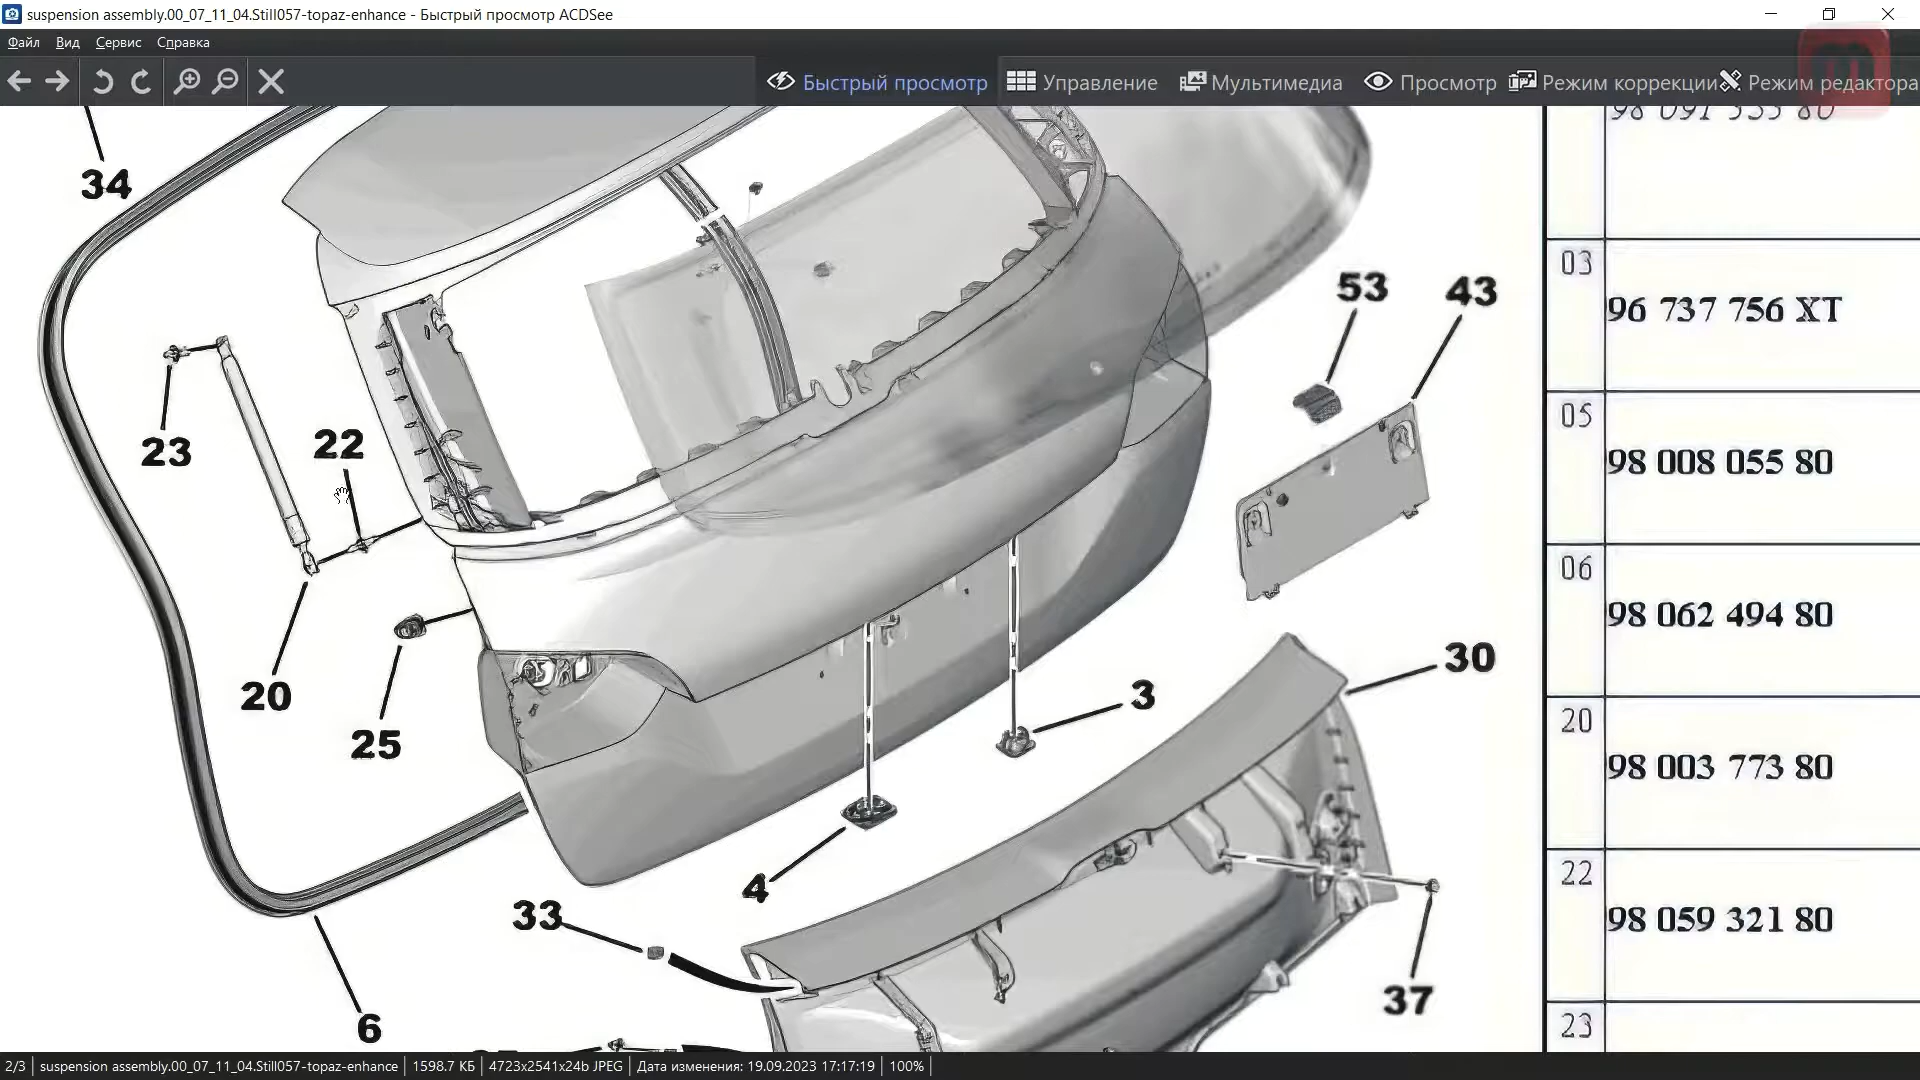 suspension assembly.00_07_11_04.Still057-topaz-enhance - Быстрый просмотр ACDSee
Файл Вид Сервис Справка
Быстрый просмотр Управление Мультимедиа Просмотр Режим коррекции Режим редактора
34
53
43
23
22
20
25
3
30
4
33
6
37
03
96 737 756 XT
05
98 008 055 80
06
98 062 494 80
20
98 003 773 80
22
98 059 321 80
23
2/3 suspension assembly.00_07_11_04.Still057-topaz-enhance 1598.7 КБ 4723x2541x24b JPEG Дата изменения: 19.09.2023 17:17:19 100%